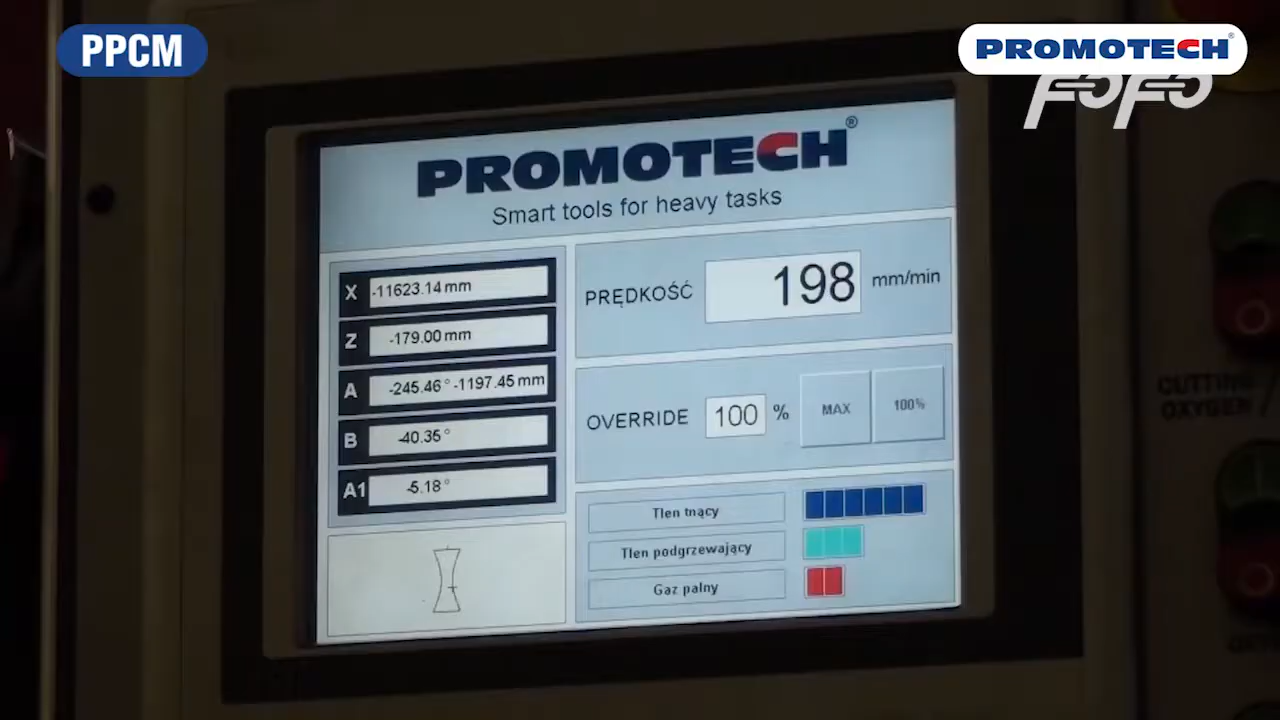 PPCM
PROMOTECH®
PROMOTECH®
Smart tools for heavy tasks
X -11623.14 mm
Z -179.00 mm
A -245.46° -1197.45 mm
B -40.35°
A1 -5.18°
PRĘDKOŚĆ 198 mm/min
OVERRIDE 100 % MAX 100%
Tlen tnący
Tlen podgrzewający
Gaz palny
CUTTING
OXYGEN